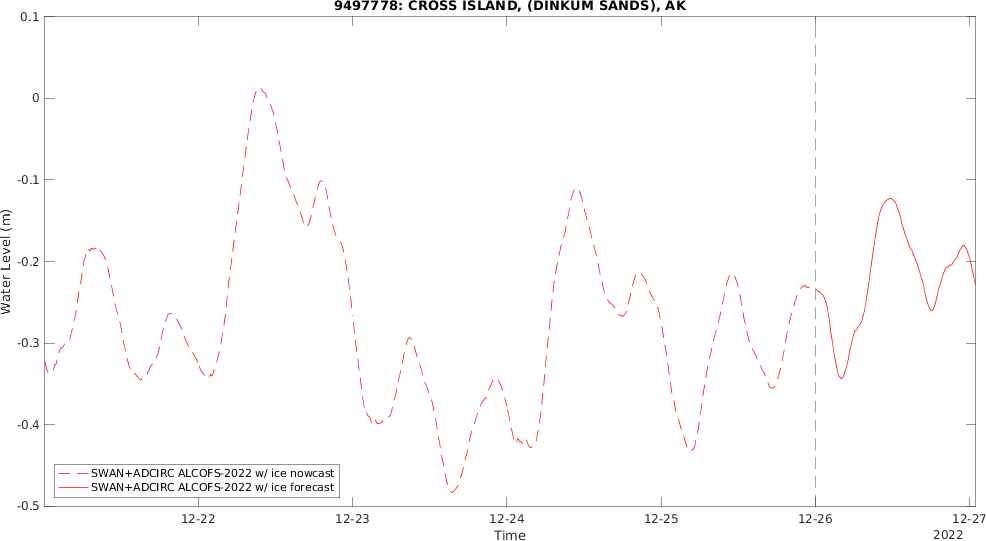 9497778: CROSS ISLAND, (DINKUM SANDS), AK
0.1
0
-0.1
-0.2
-0.3
-0.4
-0.5
Water Level (m)
SWAN+ADCIRC ALCOFS-2022 w/ ice nowcast
SWAN+ADCIRC ALCOFS-2022 w/ ice forecast
12-22 12-23 12-24 12-25 12-26 12-27
Time
2022